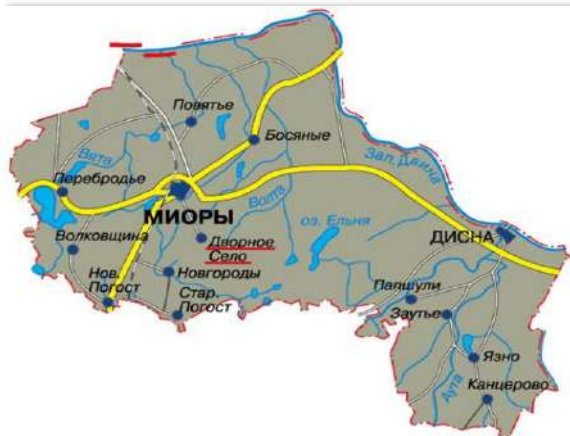 Повятье
Босяные
Вята
Зап. Двина
Перебродье
Волта
МИОРЫ
оз. Ельня
ДИСНА
Волковщина
Дворное
Село
Нов.
Погост
Новгороды
Стар.
Погост
Папшули
Заутье
Язно
Аута
Канцерово